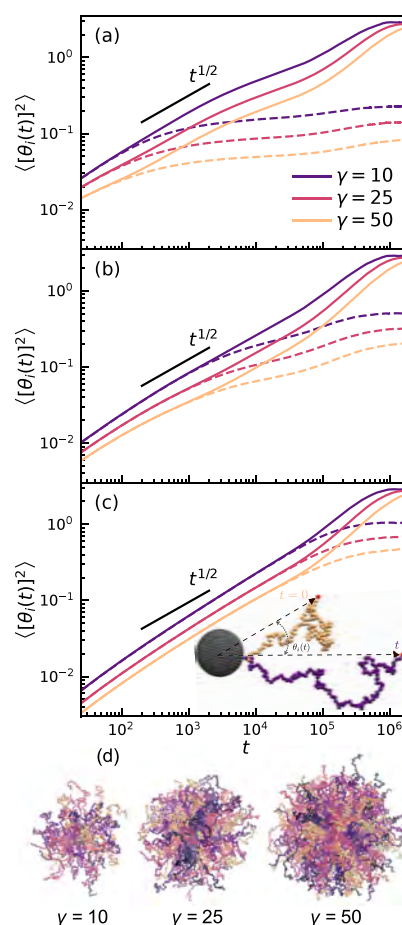 (a)
t^{1/2}
⟨[θ_i(t)]^2⟩
10^0
10^{-1}
10^{-2}
γ = 10
γ = 25
γ = 50
(b)
t^{1/2}
⟨[θ_i(t)]^2⟩
10^0
10^{-1}
10^{-2}
(c)
t^{1/2}
⟨[θ_i(t)]^2⟩
10^0
10^{-1}
10^{-2}
t = 0
θ_i(t)
t
10^2 10^3 10^4 10^5 10^6
t
(d)
γ = 10 γ = 25 γ = 50